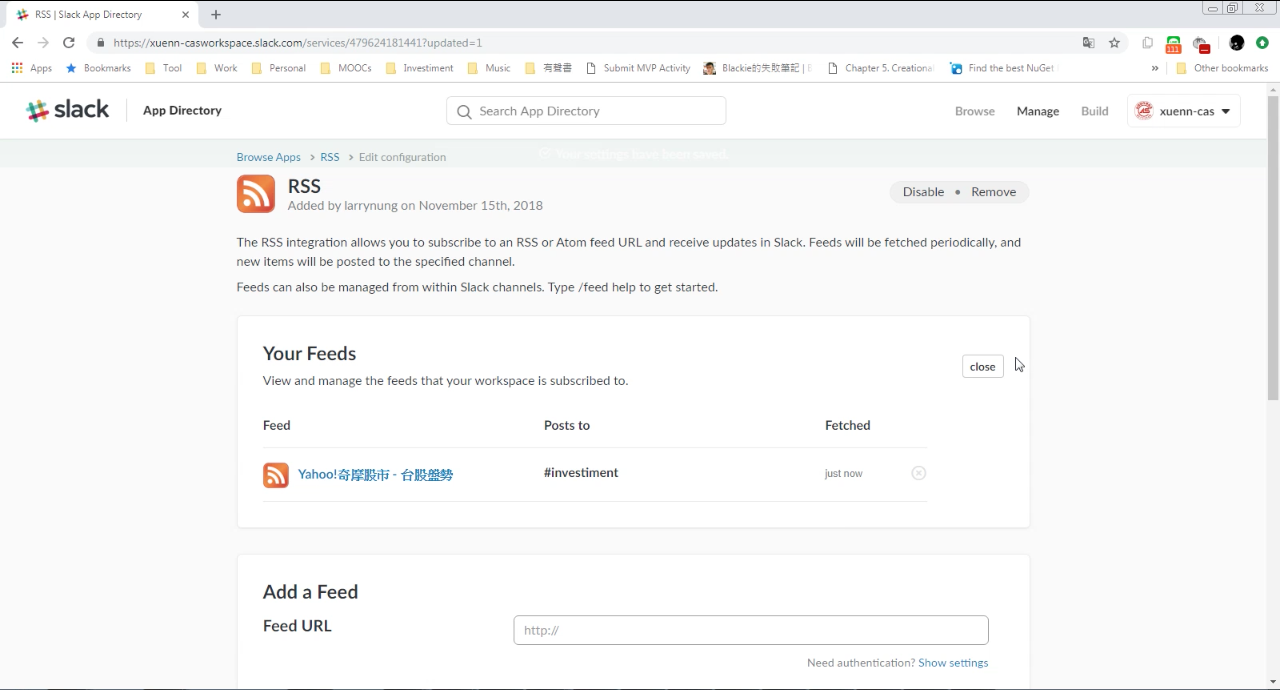 RSS | Slack App Directory
https://xuenn-casworkspace.slack.com/services/479624181441?updated=1
Apps Bookmarks Tool Work Personal MOOCs Investiment Music 有聲書 Submit MVP Activity Blackie的失敗筆記 | Chapter 5. Creational Find the best NuGet » Other bookmarks
slack App Directory Search App Directory Browse Manage Build xuenn-cas
Browse Apps > RSS > Edit configuration
Your settings have been saved.
RSS
Disable • Remove
Added by larrynung on November 15th, 2018
The RSS integration allows you to subscribe to an RSS or Atom feed URL and receive updates in Slack. Feeds will be fetched periodically, and
new items will be posted to the specified channel.
Feeds can also be managed from within Slack channels. Type /feed help to get started.
Your Feeds
close
View and manage the feeds that your workspace is subscribed to.
Feed Posts to Fetched
Yahoo!奇摩股市 - 台股盤勢 #investiment just now
Add a Feed
Feed URL http://
Need authentication? Show settings